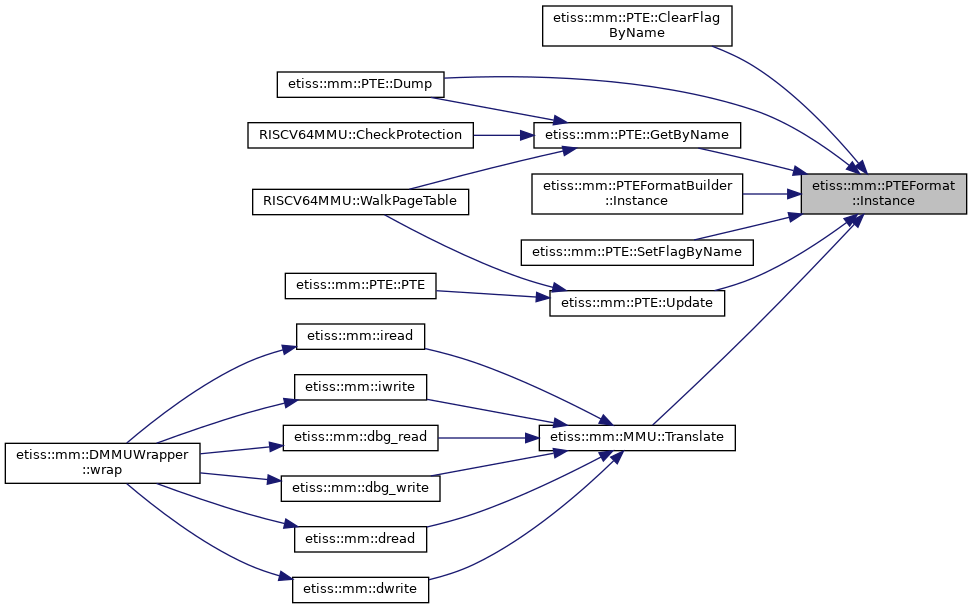 etiss::mm::PTE::ClearFlag
ByName
etiss::mm::PTE::Dump
RISCV64MMU::CheckProtection
etiss::mm::PTE::GetByName
etiss::mm::PTEFormat
::Instance
etiss::mm::PTEFormatBuilder
::Instance
RISCV64MMU::WalkPageTable
etiss::mm::PTE::SetFlagByName
etiss::mm::PTE::PTE
etiss::mm::PTE::Update
etiss::mm::iread
etiss::mm::iwrite
etiss::mm::dbg_read
etiss::mm::MMU::Translate
etiss::mm::DMMUWrapper
::wrap
etiss::mm::dbg_write
etiss::mm::dread
etiss::mm::dwrite